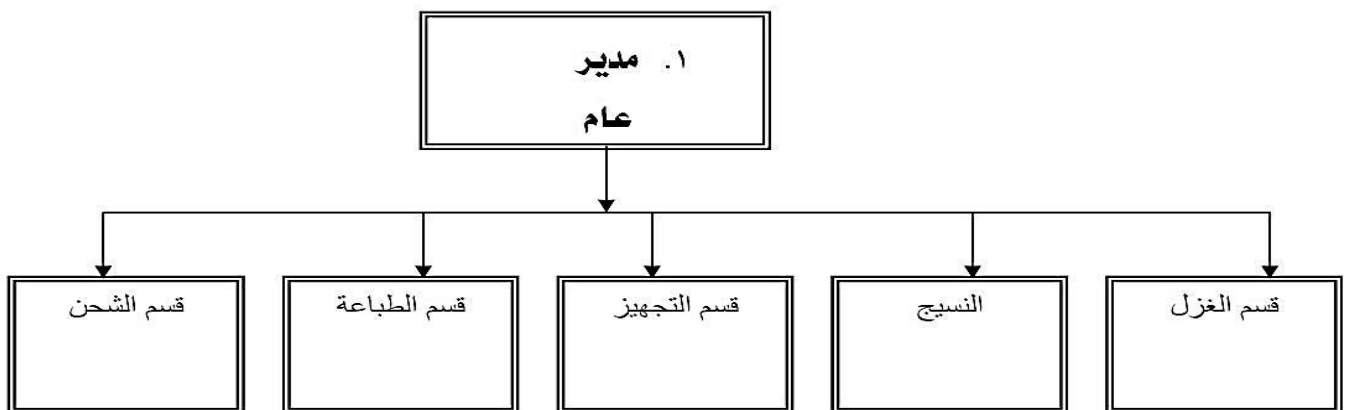 ١. مدير
عام
قسم الغزل
النسيج
قسم التجهيز
قسم الطباعة
قسم الشحن